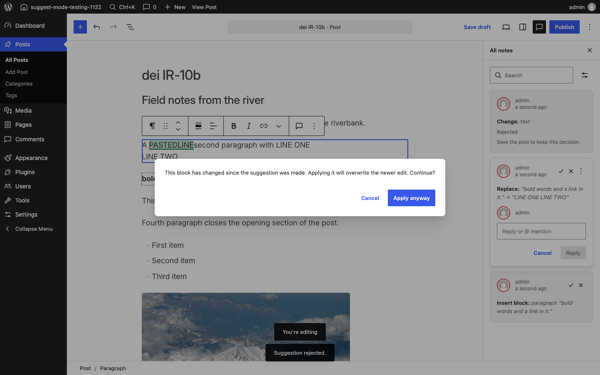 suggest-mode-testing-1122
Ctrl+K
0
New
View Post
admin
Dashboard
Posts
All Posts
Add Post
Categories
Tags
Media
Pages
Comments
Appearance
Plugins
Users
Tools
Settings
Collapse Menu
dei IR-10b · Post
Save draft
Publish
dei IR-10b
Field notes from the river
e riverbank.
A PASTEDLINEsecond paragraph with LINE ONE
LINE TWO
This block has changed since the suggestion was made. Applying it will overwrite the newer edit. Continue?
Cancel
Apply anyway
Fourth paragraph closes the opening section of the post.
First item
Second item
Third item
You're editing
Suggestion rejected.
All notes
Search
admin
a second ago
Change: text
Rejected
Save the post to keep this decision.
admin
a second ago
Replace: "bold words and a link in
it." → "LINE ONE LINE TWO"
admin
Reply or @ mention
Cancel
Reply
admin
a second ago
Insert block: paragraph "bold
words and a link in it."
Post / Paragraph